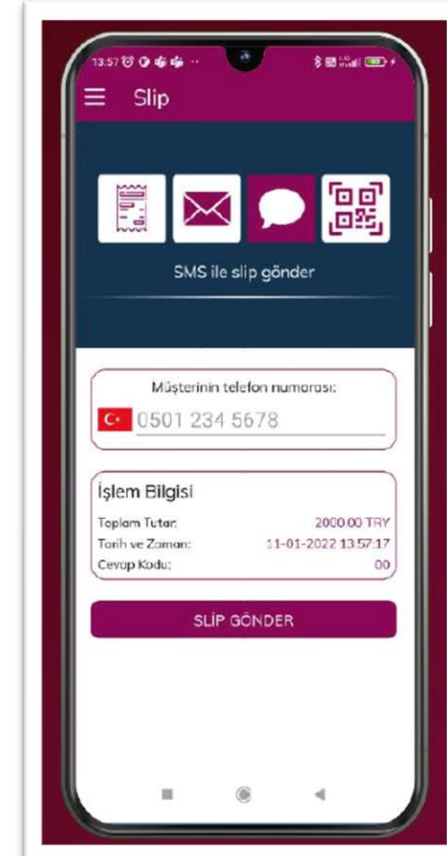 13:57
Slip
SMS ile slip gönder
Müşterinin telefon numarası:
0501 234 5678
İşlem Bilgisi
Toplam Tutar: 2000.00 TRY
Tarih ve Zaman: 11-01-2022 13:57:17
Cevap Kodu: 00
SLİP GÖNDER